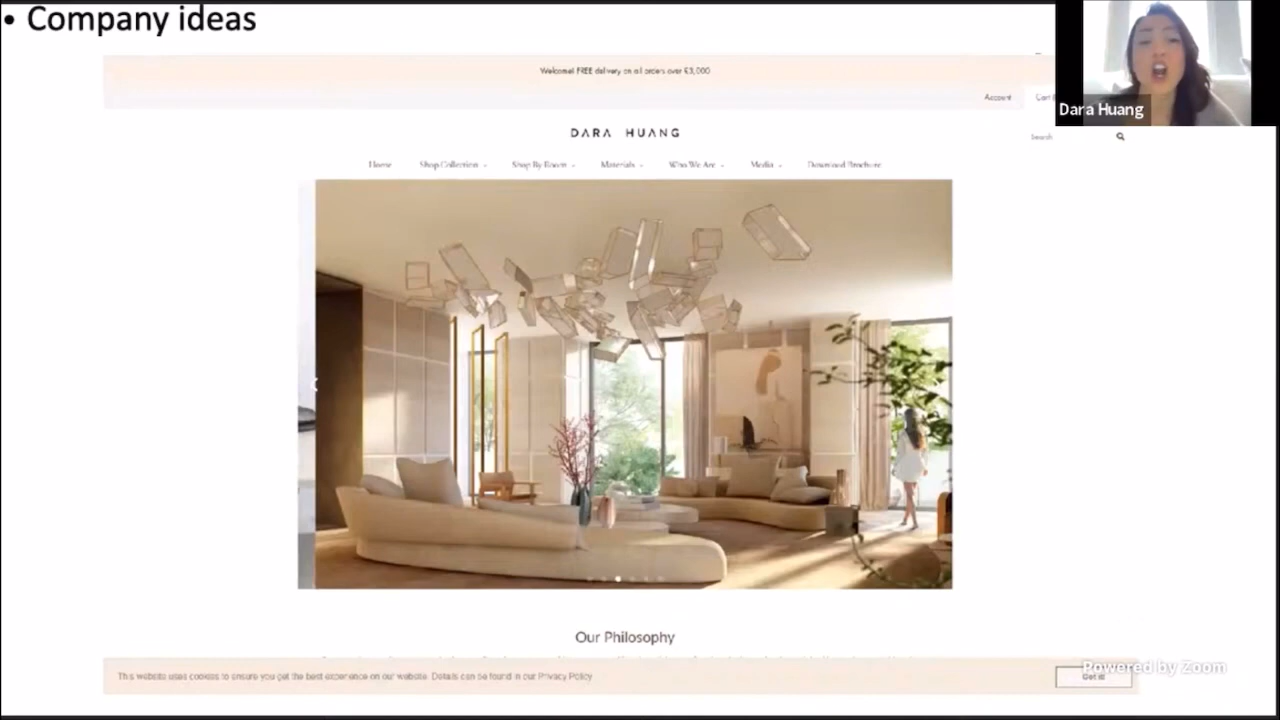 • Company ideas
Welcome! FREE delivery on all orders over £3,000
Account
Dara Huang
DARA HUANG
Search
Home Shop Collection Shop By Room Materials Who We Are Media Download Brochure
Our Philosophy
This website uses cookies to ensure you get the best experience on our website. Details can be found in our Privacy Policy
Got it!
Powered by Zoom